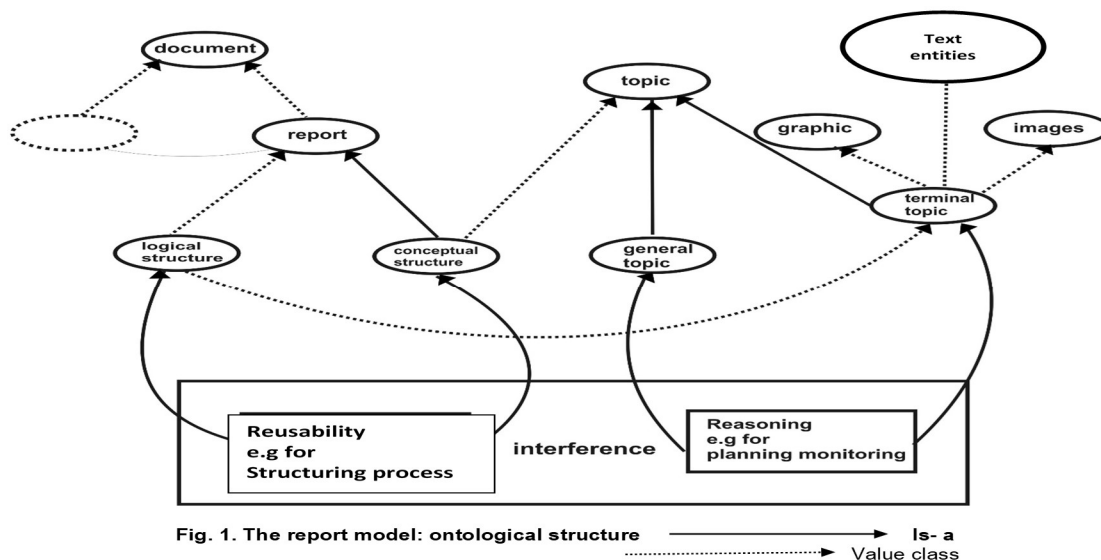 document
Text
entities
topic
report
graphic
images
terminal
topic
logical
structure
conceptual
structure
general
topic
Reusability
e.g for
Structuring process
interference
Reasoning
e.g for
planning monitoring
Fig. 1. The report model: ontological structure
Is- a
Value class